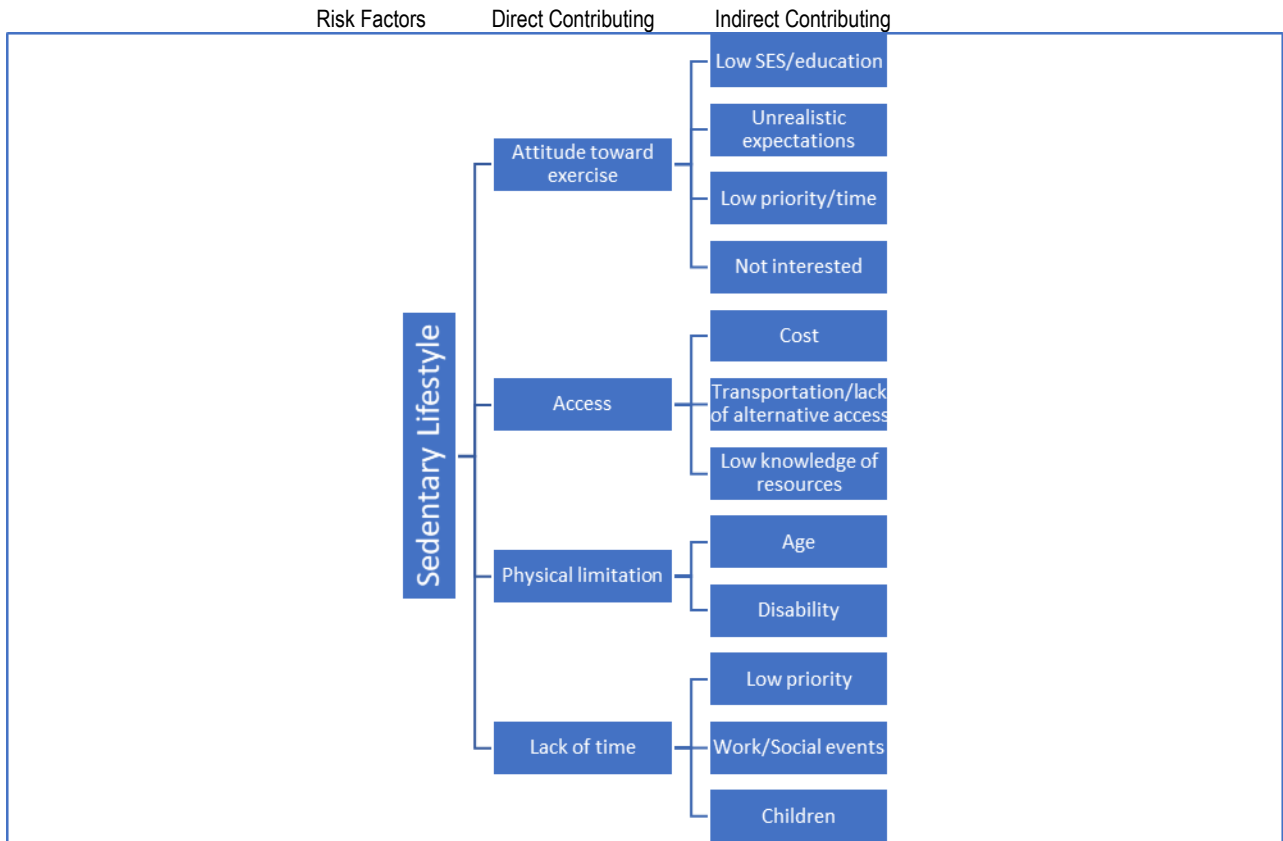 Risk Factors Direct Contributing Indirect Contributing
Sedentary Lifestyle
Attitude toward
exercise
Low SES/education
Unrealistic
expectations
Low priority/time
Not interested
Access
Cost
Transportation/lack
of alternative access
Low knowledge of
resources
Physical limitation
Age
Disability
Lack of time
Low priority
Work/Social events
Children